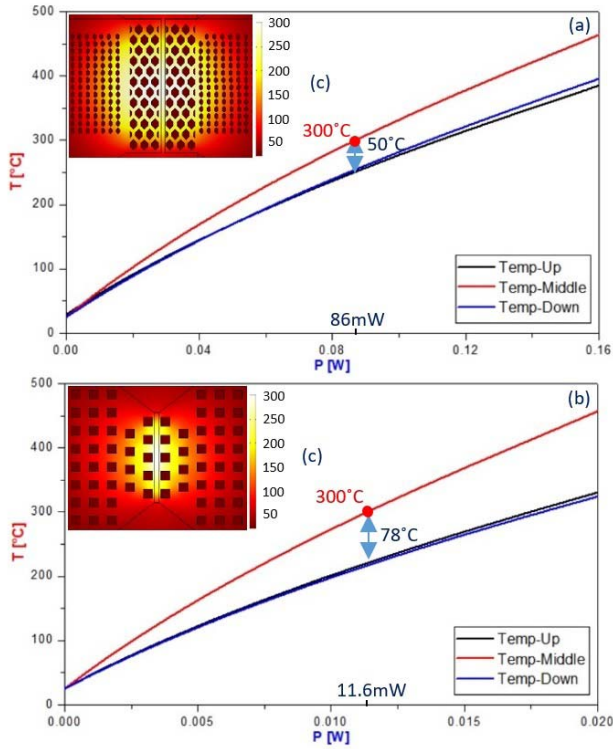 500
400
300
200
100
0
T [°C]
300
250
200
150
100
50
(a)
(c)
300˚C
50˚C
Temp-Up
Temp-Middle
Temp-Down
86mW
0.00
0.04
0.08
0.12
0.16
P [W]
500
400
300
200
100
0
T [°C]
300
250
200
150
100
50
(b)
(c)
300˚C
78˚C
Temp-Up
Temp-Middle
Temp-Down
11.6mW
0.000
0.005
0.010
0.015
0.020
P [W]